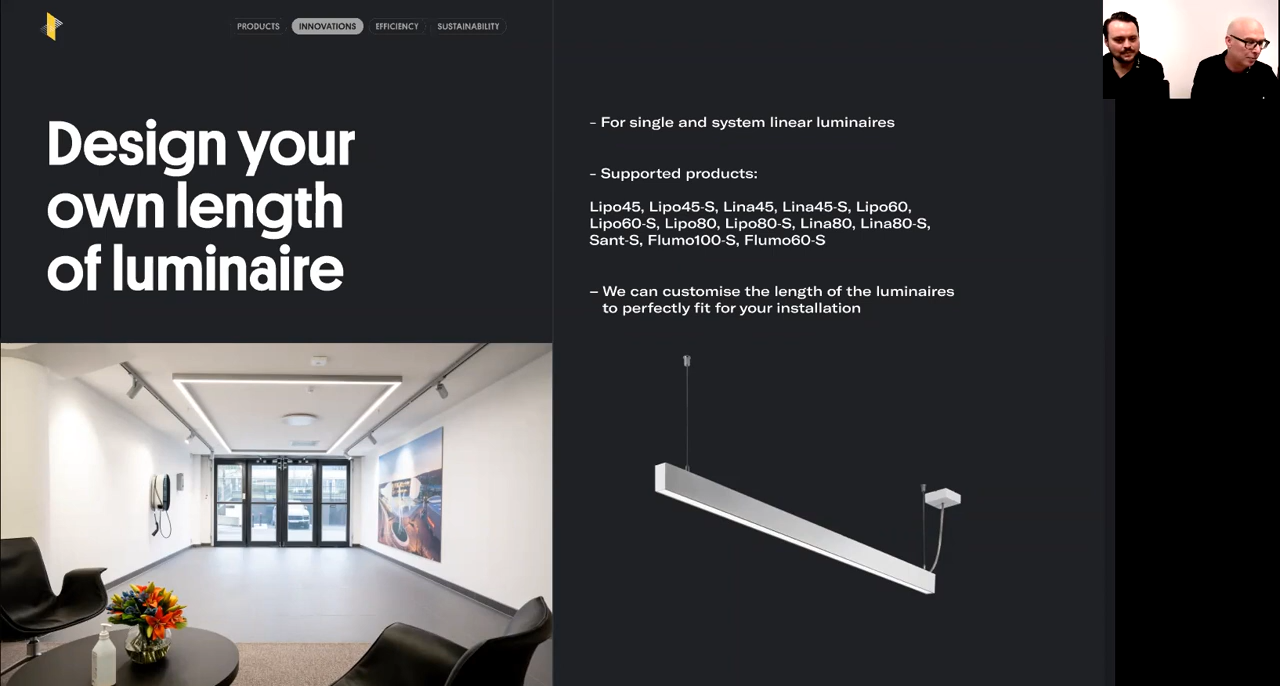 PRODUCTS INNOVATIONS EFFICIENCY SUSTAINABILITY
Design your
own length
of luminaire
– For single and system linear luminaires
– Supported products:
Lipo45, Lipo45-S, Lina45, Lina45-S, Lipo60,
Lipo60-S, Lipo80, Lipo80-S, Lina80, Lina80-S,
Sant-S, Flumo100-S, Flumo60-S
– We can customise the length of the luminaires
to perfectly fit for your installation